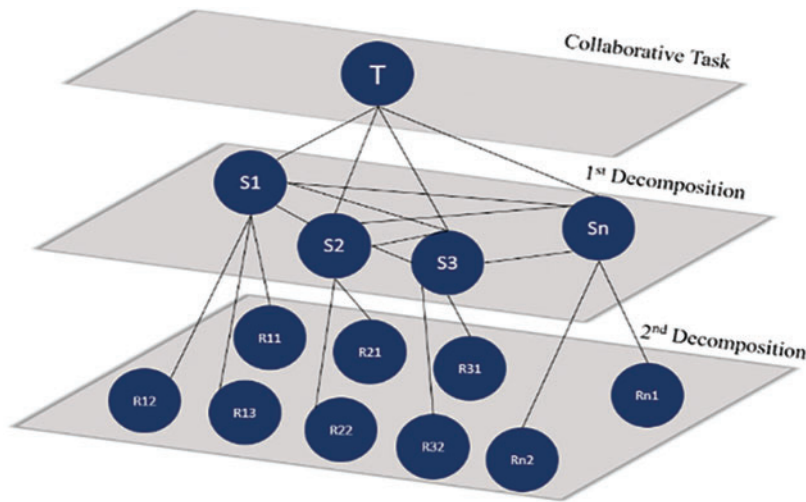 Collaborative Task
T
1st Decomposition
S1
S2
S3
Sn
2nd Decomposition
R11
R21
R31
Rn1
R12
R13
R22
R32
Rn2